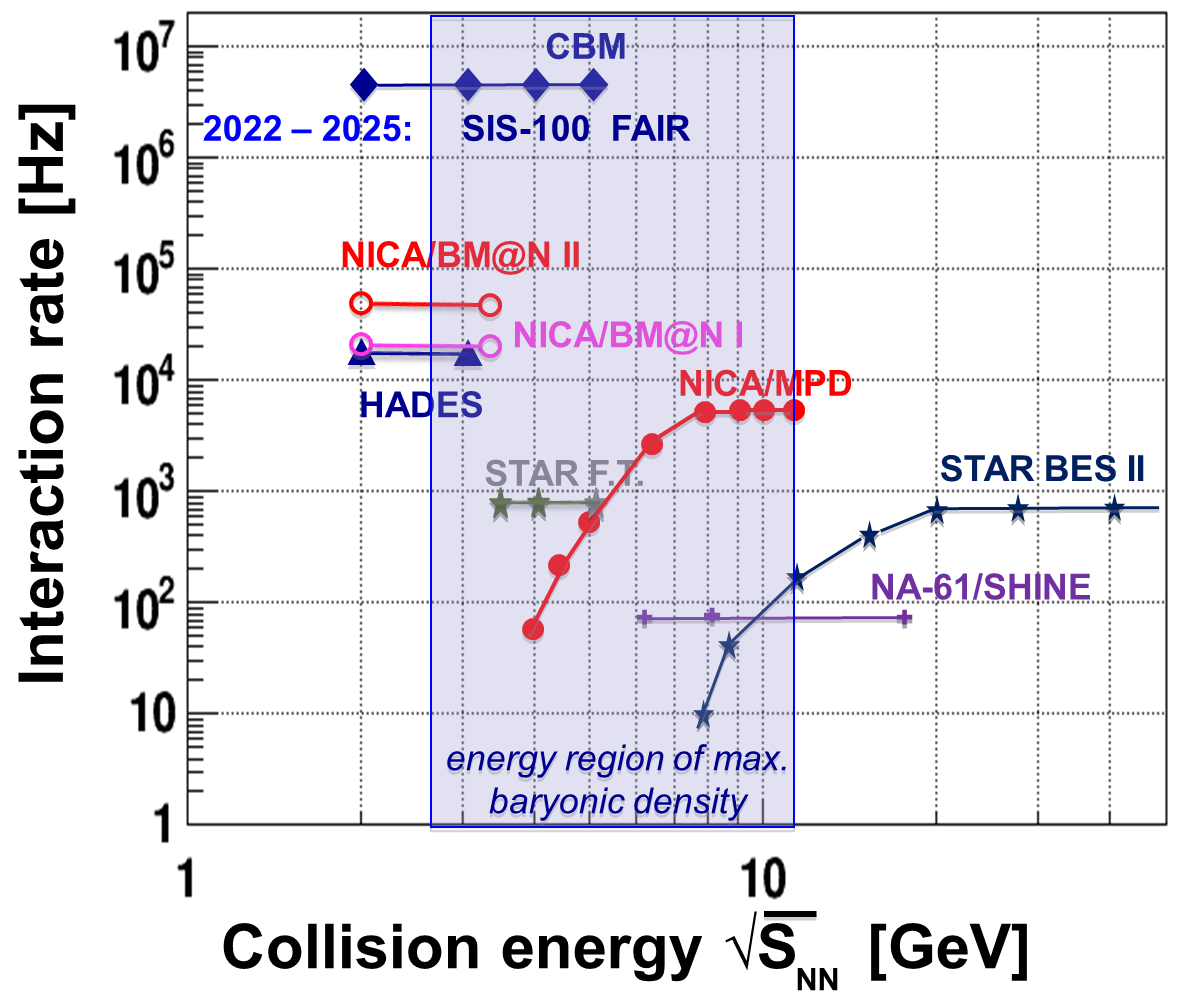 10⁷
CBM
2022 – 2025: SIS-100 FAIR
10⁶
NICA/BM@N II
10⁵
NICA/BM@N I
10⁴
NICA/MPD
HADES
STAR F.T.
STAR BES II
10³
NA-61/SHINE
10²
10
energy region of max.
baryonic density
1
1 10
Interaction rate [Hz]
Collision energy √S̅NN [GeV]